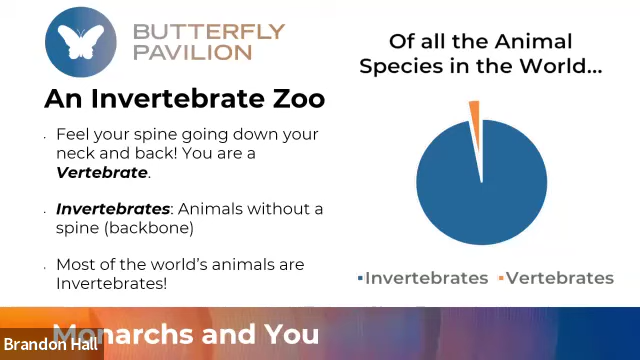 BUTTERFLY
PAVILION
An Invertebrate Zoo
Feel your spine going down your
neck and back! You are a
Vertebrate.
Invertebrates: Animals without a
spine (backbone)
Most of the world's animals are
Invertebrates!
Of all the Animal
Species in the World...
Invertebrates Vertebrates
Monarchs and You
Brandon Hall